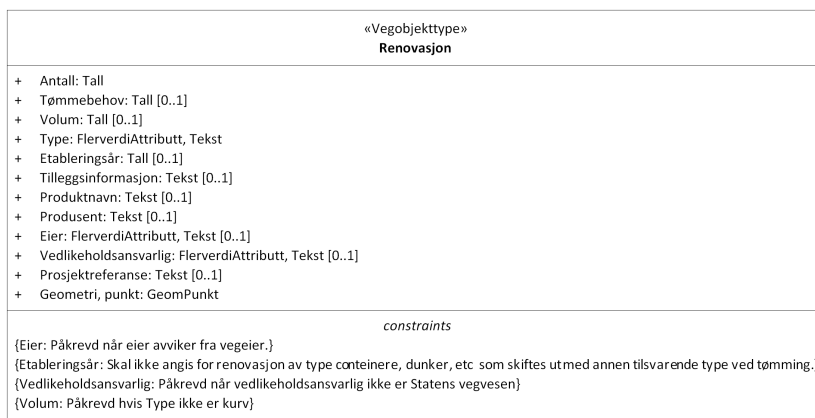 «Vegobjekttype»
Renovasjon
+ Antall: Tall
+ Tømmebehov: Tall [0..1]
+ Volum: Tall [0..1]
+ Type: FlerverdiAttributt, Tekst
+ Etableringsår: Tall [0..1]
+ Tilleggsinformasjon: Tekst [0..1]
+ Produktnavn: Tekst [0..1]
+ Produsent: Tekst [0..1]
+ Eier: FlerverdiAttributt, Tekst [0..1]
+ Vedlikeholdsansvarlig: FlerverdiAttributt, Tekst [0..1]
+ Prosjektreferanse: Tekst [0..1]
+ Geometri, punkt: GeomPunkt
constraints
{Eier: Påkrevd når eier avviker fra vegeier.}
{Etableringsår: Skal ikke angis for renovasjon av type conteinere, dunker, etc som skiftes ut med annen tilsvarende type ved tømming.}
{Vedlikeholdsansvarlig: Påkrevd når vedlikeholdsansvarlig ikke er Statens vegvesen}
{Volum: Påkrevd hvis Type ikke er kurv}